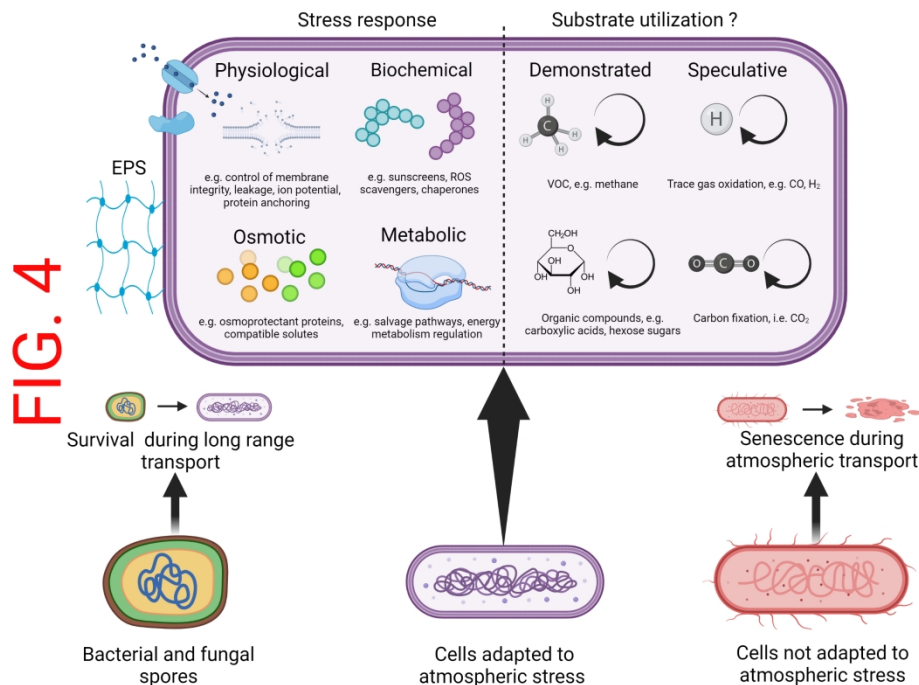 Stress response
Substrate utilization ?
Physiological
Biochemical
Demonstrated
Speculative
H
H
C
H
H
H
e.g. control of membrane
integrity, leakage, ion potential,
protein anchoring
e.g. sunscreens, ROS
scavengers, chaperones
VOC, e.g. methane
Trace gas oxidation, e.g. CO, H₂
EPS
Osmotic
Metabolic
CH₂OH
H
O
H
H
OH
H
OH
OH
H
OH
O
C
O
e.g. osmoprotectant proteins,
compatible solutes
e.g. salvage pathways, energy
metabolism regulation
Organic compounds, e.g.
carboxylic acids, hexose sugars
Carbon fixation, i.e. CO₂
FIG. 4
Survival during long range
transport
Senescence during
atmospheric transport
Bacterial and fungal
spores
Cells adapted to
atmospheric stress
Cells not adapted to
atmospheric stress